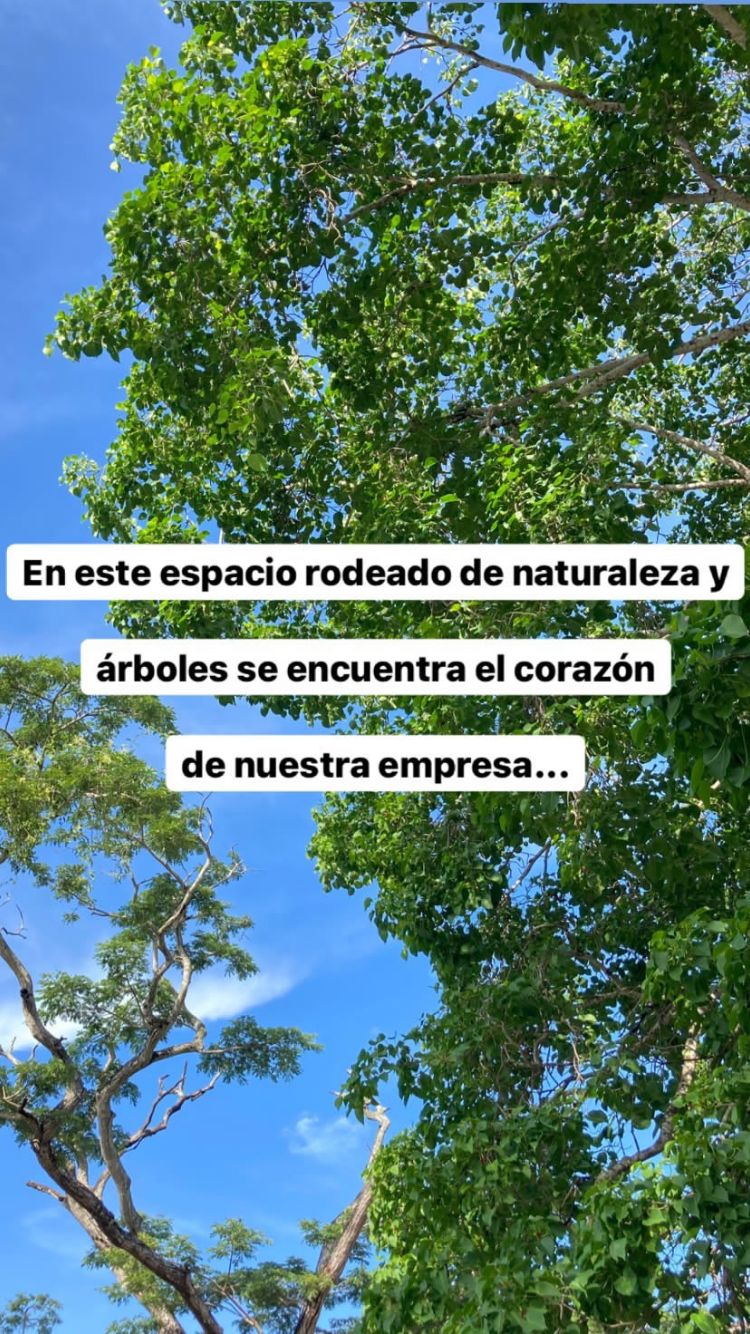 En este espacio rodeado de naturaleza y
árboles se encuentra el corazón
de nuestra empresa...